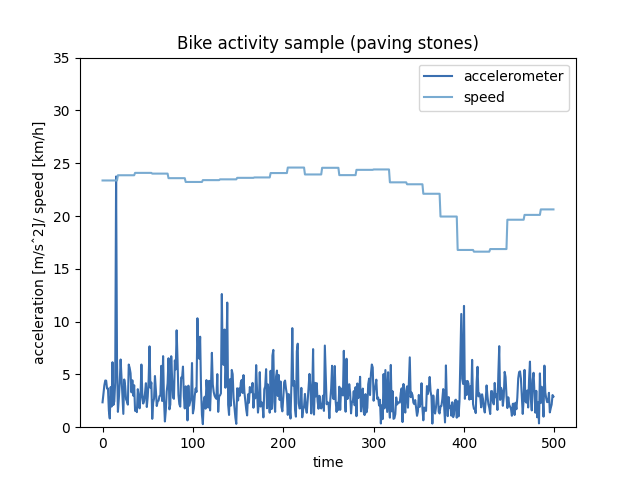 Bike activity sample (paving stones)
accelerometer
speed
acceleration [m/s^2]/ speed [km/h]
35
30
25
20
15
10
5
0
0 100 200 300 400 500
time